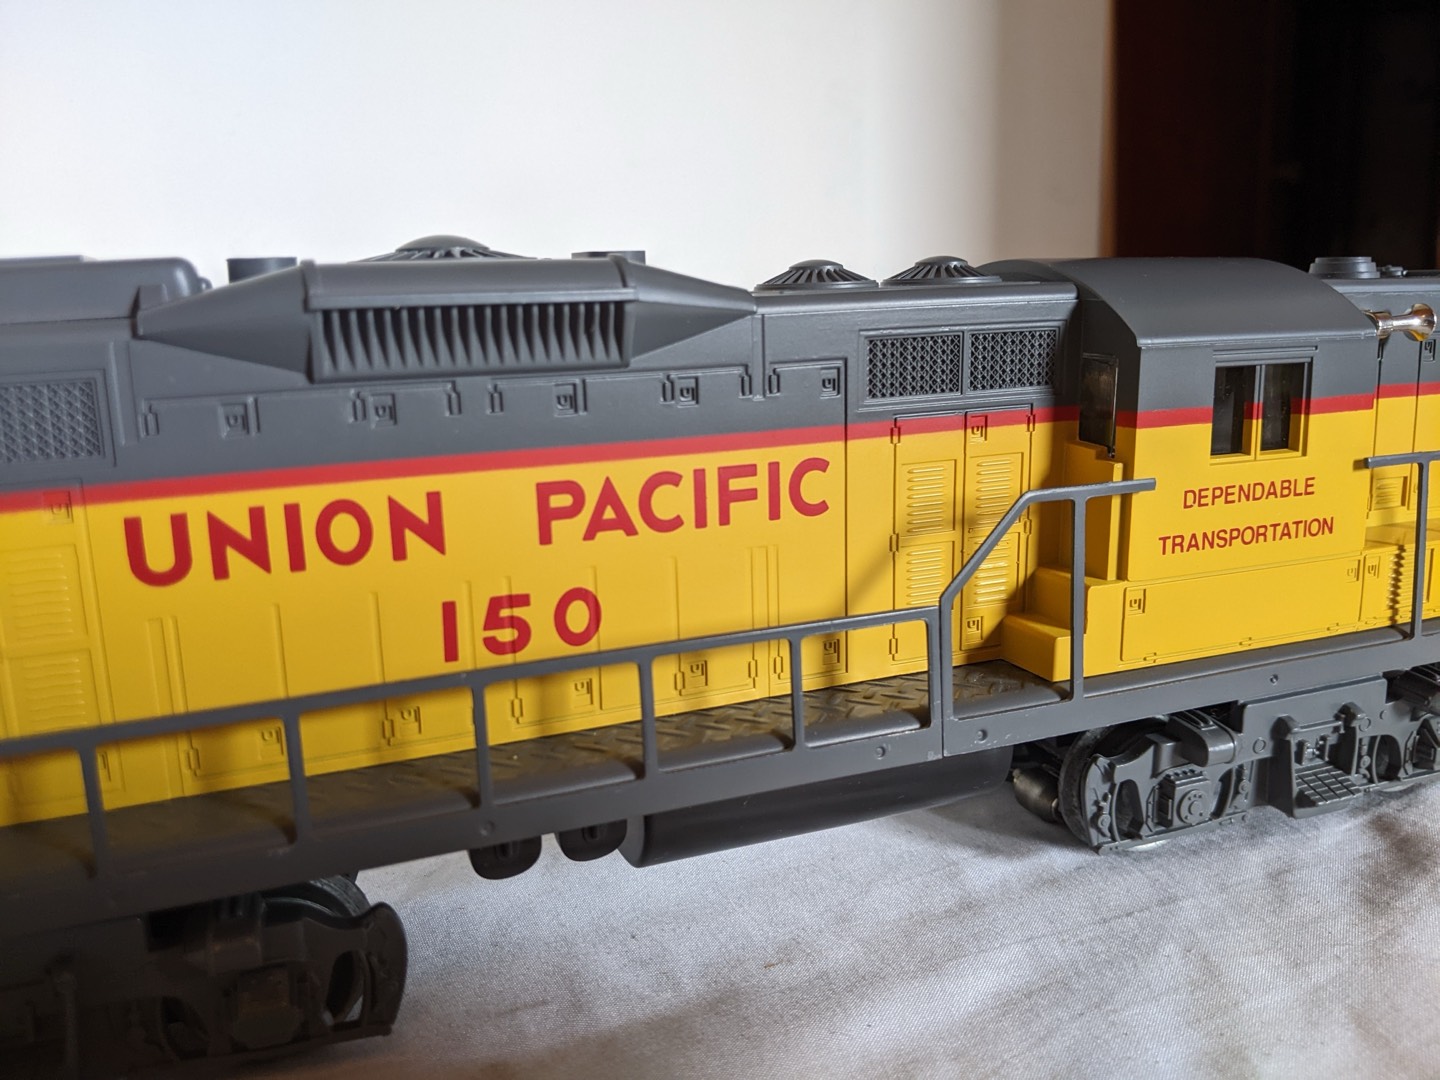 UNION PACIFIC
150
DEPENDABLE
TRANSPORTATION